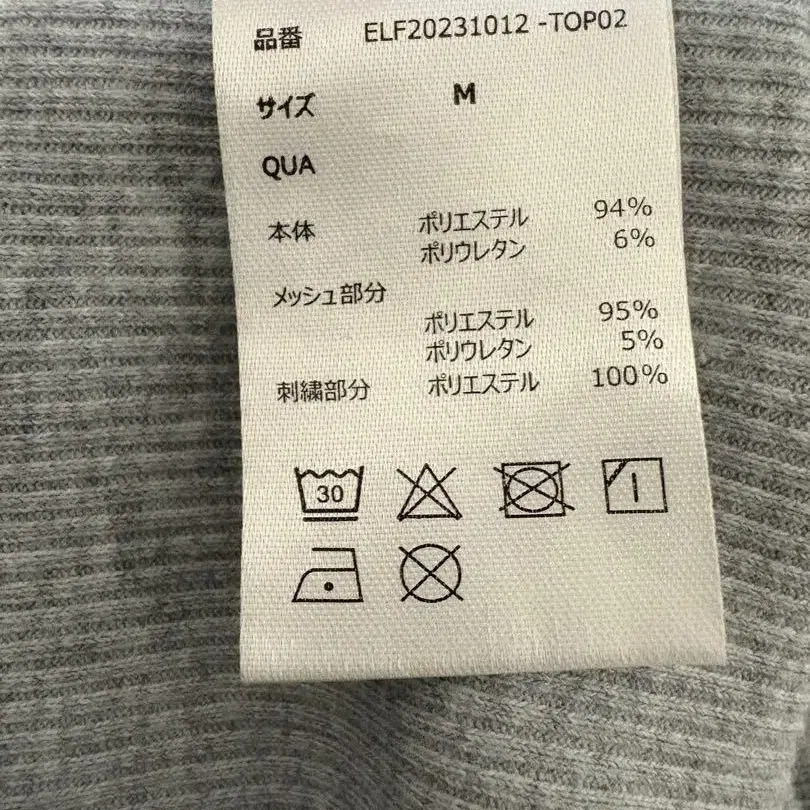 品番 ELF20231012 -TOP02
サイズ M
QUA
本体 ポリエステル 94%
ポリウレタン 6%
メッシュ部分
ポリエステル 95%
ポリウレタン 5%
刺繍部分 ポリエステル 100%
30